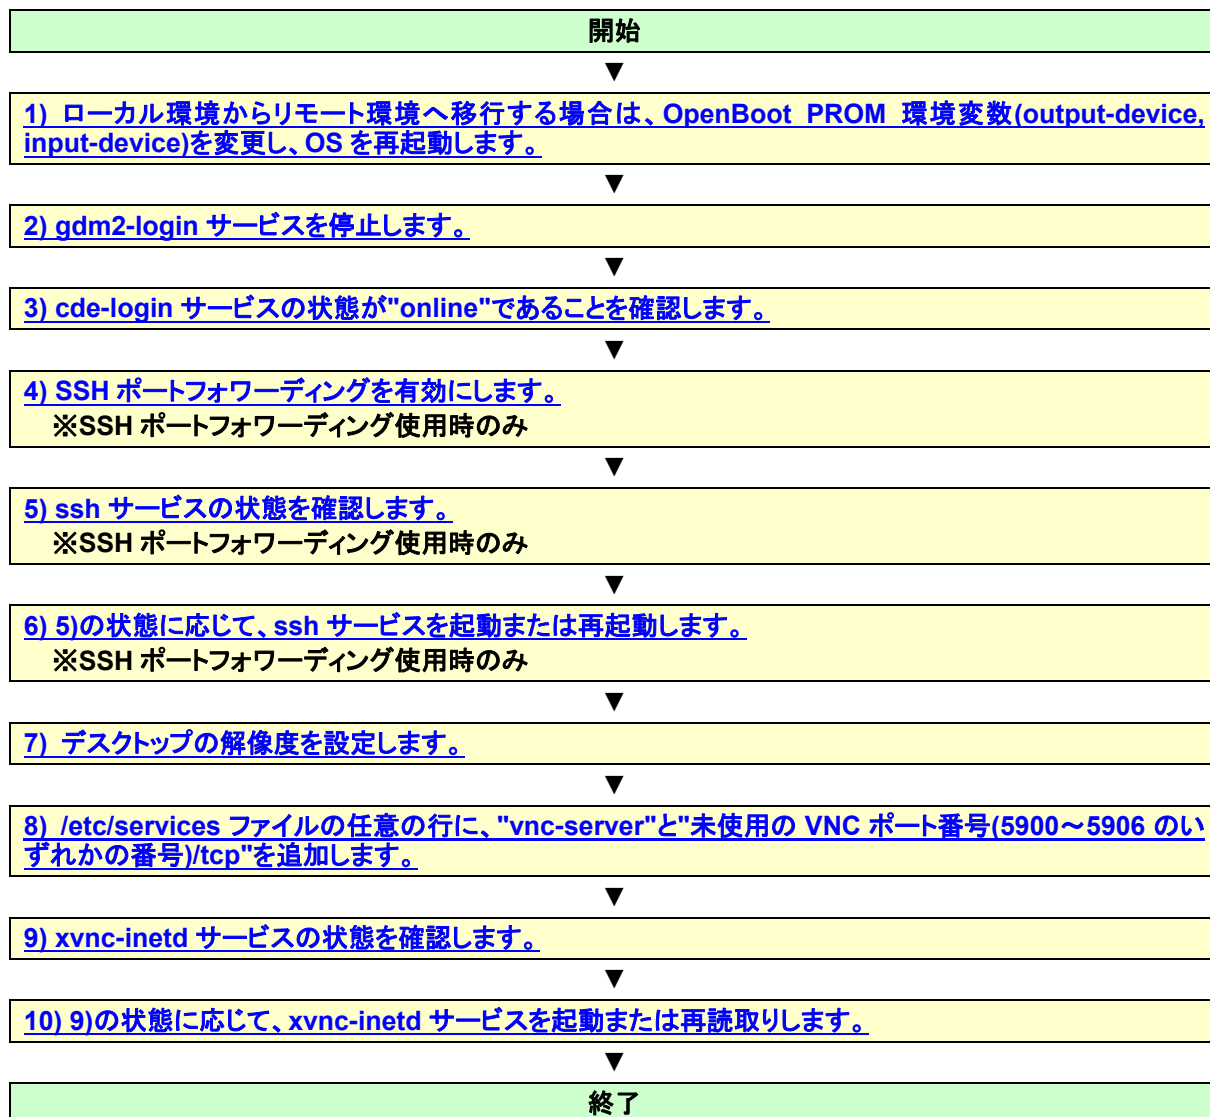 開始
▼
1) ローカル環境からリモート環境へ移行する場合は、OpenBoot PROM 環境変数(output-device,
input-device)を変更し、OS を再起動します。
▼
2) gdm2-login サービスを停止します。
▼
3) cde-login サービスの状態が"online"であることを確認します。
▼
4) SSH ポートフォワーディングを有効にします。
※SSH ポートフォワーディング使用時のみ
▼
5) ssh サービスの状態を確認します。
※SSH ポートフォワーディング使用時のみ
▼
6) 5)の状態に応じて、ssh サービスを起動または再起動します。
※SSH ポートフォワーディング使用時のみ
▼
7) デスクトップの解像度を設定します。
▼
8) /etc/services ファイルの任意の行に、"vnc-server"と"未使用の VNC ポート番号(5900～5906 のい
ずれかの番号)/tcp"を追加します。
▼
9) xvnc-inetd サービスの状態を確認します。
▼
10) 9)の状態に応じて、xvnc-inetd サービスを起動または再読取りします。
▼
終了